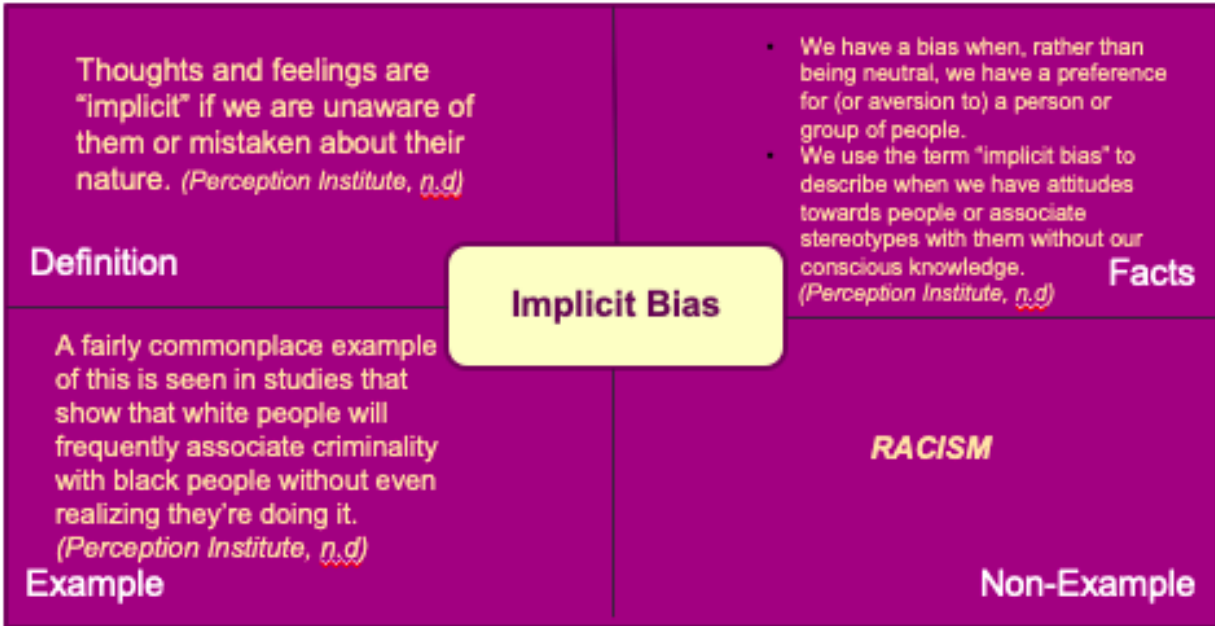 Thoughts and feelings are
“implicit” if we are unaware of
them or mistaken about their
nature. (Perception Institute, n.d)
Definition
• We have a bias when, rather than
being neutral, we have a preference
for (or aversion to) a person or
group of people.
• We use the term “implicit bias” to
describe when we have attitudes
towards people or associate
stereotypes with them without our
conscious knowledge.
(Perception Institute, n.d)
Facts
Implicit Bias
A fairly commonplace example
of this is seen in studies that
show that white people will
frequently associate criminality
with black people without even
realizing they’re doing it.
(Perception Institute, n.d)
Example
RACISM
Non-Example